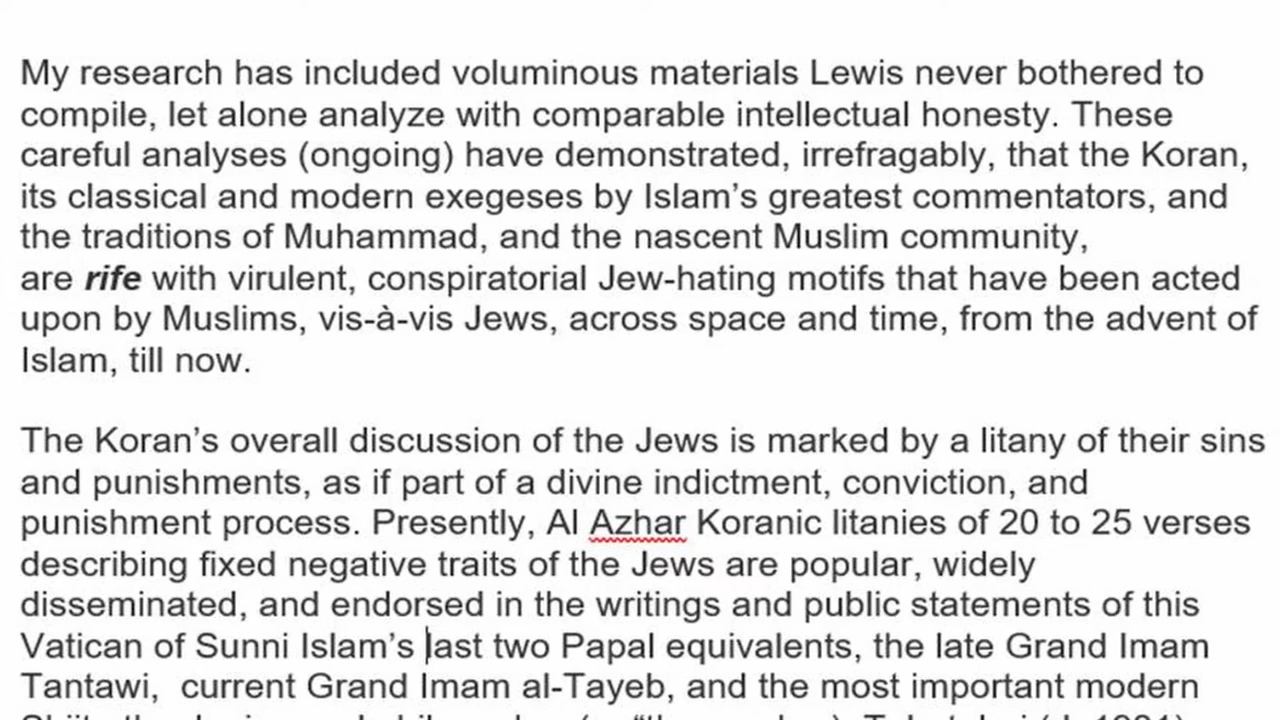 My research has included voluminous materials Lewis never bothered to
compile, let alone analyze with comparable intellectual honesty. These
careful analyses (ongoing) have demonstrated, irrefragably, that the Koran,
its classical and modern exegeses by Islam’s greatest commentators, and
the traditions of Muhammad, and the nascent Muslim community,
are rife with virulent, conspiratorial Jew-hating motifs that have been acted
upon by Muslims, vis-à-vis Jews, across space and time, from the advent of
Islam, till now.
The Koran’s overall discussion of the Jews is marked by a litany of their sins
and punishments, as if part of a divine indictment, conviction, and
punishment process. Presently, Al Azhar Koranic litanies of 20 to 25 verses
describing fixed negative traits of the Jews are popular, widely
disseminated, and endorsed in the writings and public statements of this
Vatican of Sunni Islam’s last two Papal equivalents, the late Grand Imam
Tantawi, current Grand Imam al-Tayeb, and the most important modern